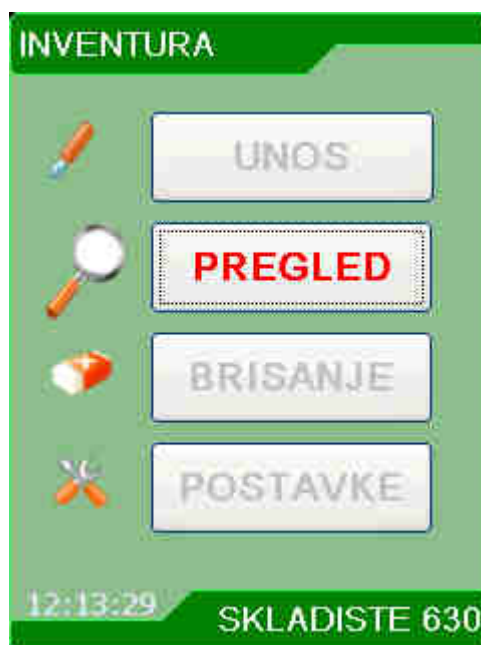 INVENTURA
UNOS
PREGLED
BRISANJE
POSTAVKE
12:13:29
SKLADISTE 630